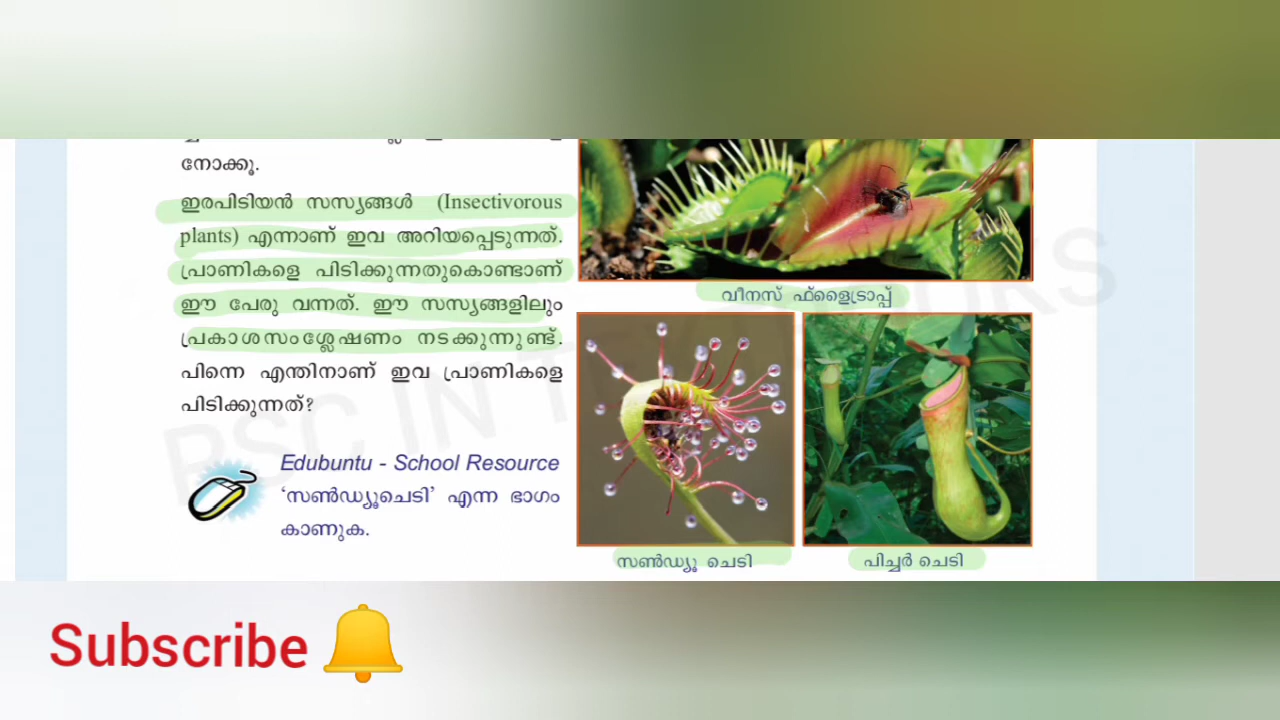 നോക്കൂ.
ഇരപിടിയൻ സസ്യങ്ങൾ (Insectivorous
plants) എന്നാണ് ഇവ അറിയപ്പെടുന്നത്.
പ്രാണികളെ പിടിക്കുന്നതുകൊണ്ടാണ്
ഈ പേരു വന്നത്. ഈ സസ്യങ്ങളിലും
പ്രകാശസംശ്ലേഷണം നടക്കുന്നുണ്ട്.
പിന്നെ എന്തിനാണ് ഇവ പ്രാണികളെ
പിടിക്കുന്നത്?
Edubuntu - School Resource
‘സൺഡ്യൂചെടി’ എന്ന ഭാഗം
കാണുക.
വീനസ് ഫ്ളൈട്രാപ്പ്
സൺഡ്യൂ ചെടി
പിച്ചർ ചെടി
Subscribe